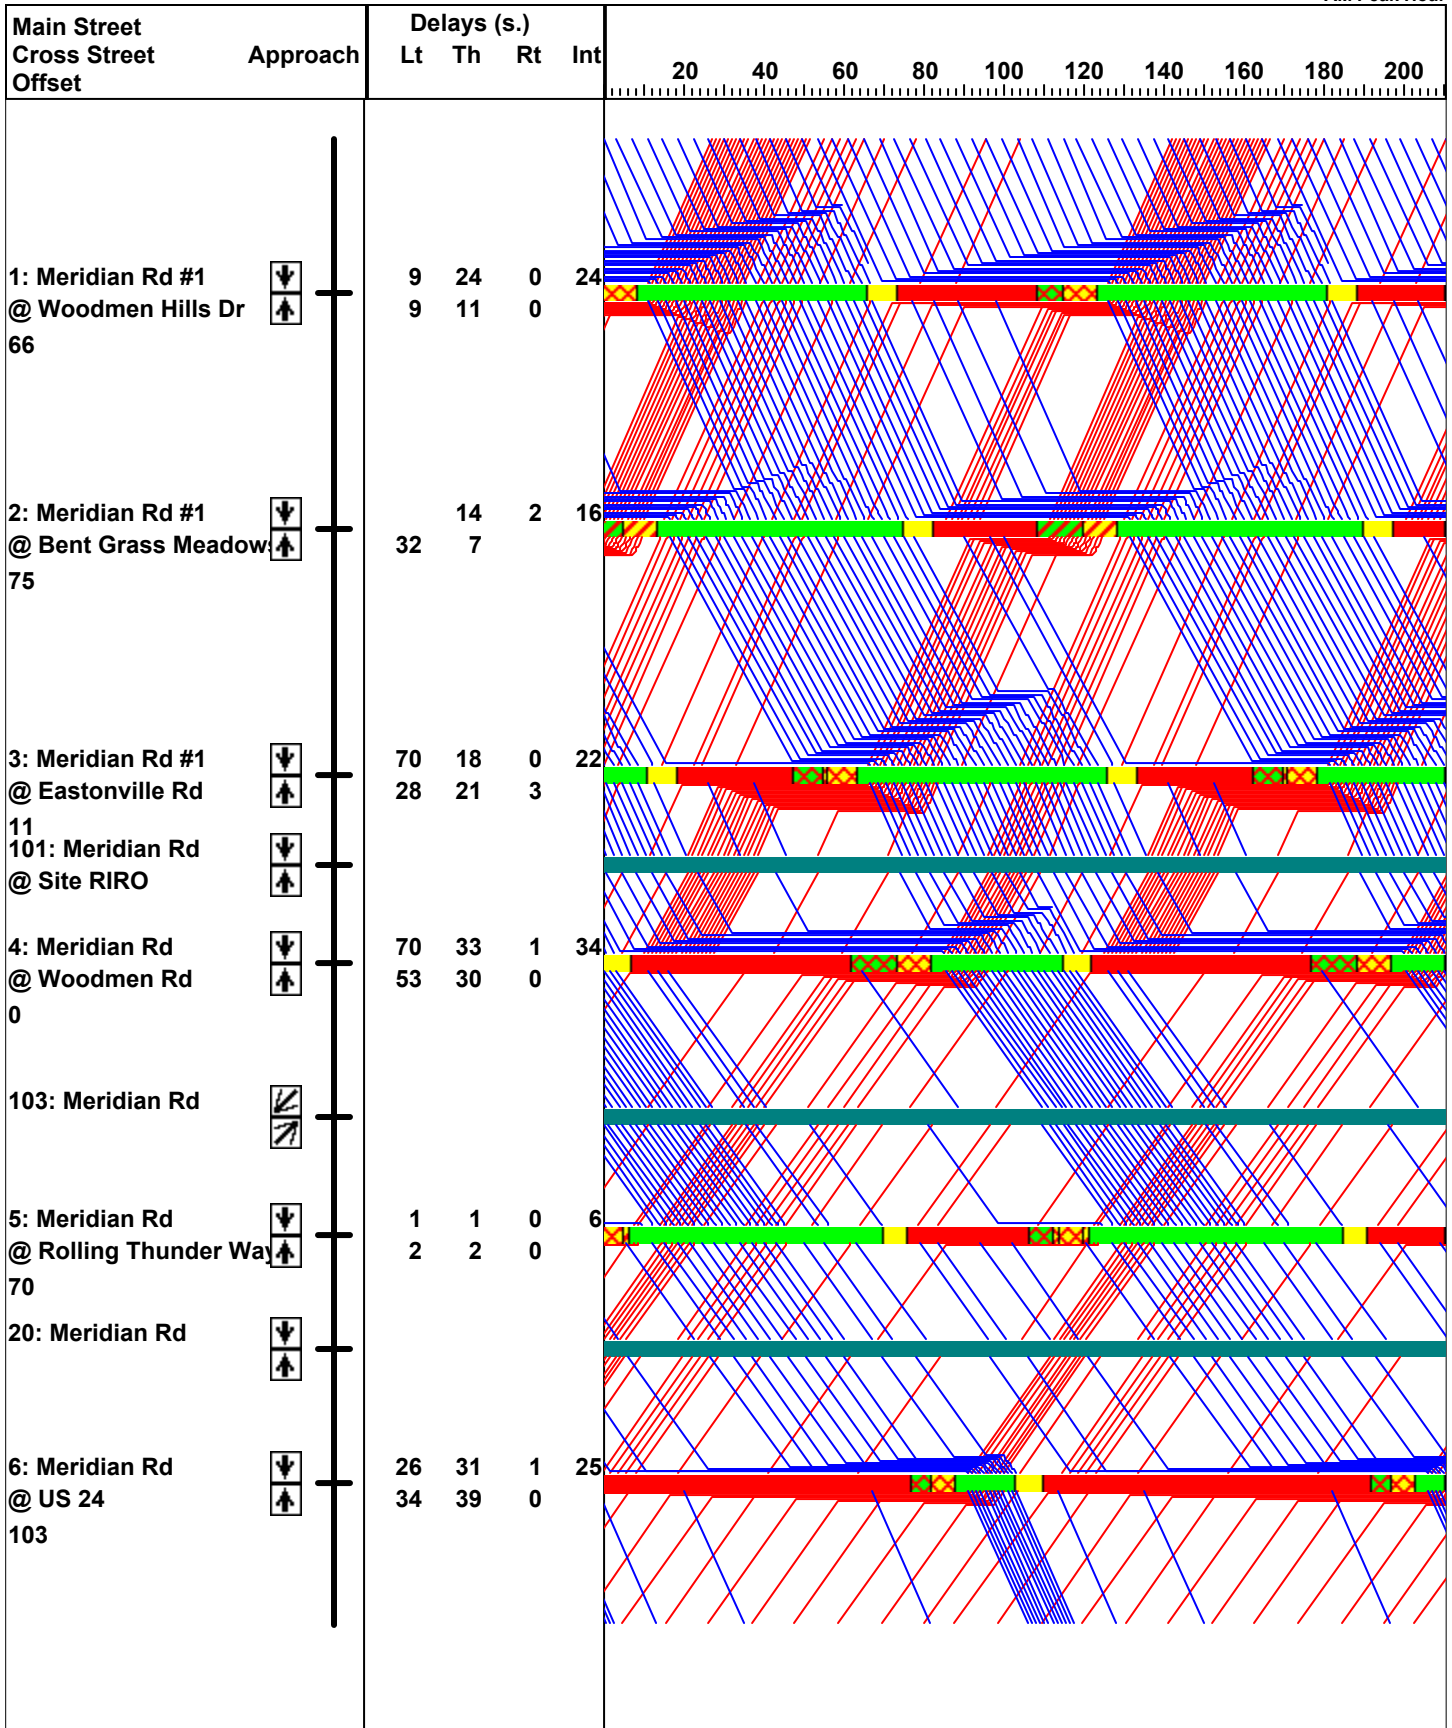 AM Peak Hour
Main Street
Cross Street Approach
Offset
Delays (s.)
Lt Th Rt Int
20 40 60 80 100 120 140 160 180 200
1: Meridian Rd #1 9 24 0 24
@ Woodmen Hills Dr 9 11 0
66
2: Meridian Rd #1 14 2 16
@ Bent Grass Meadows 32 7
75
3: Meridian Rd #1 70 18 0 22
@ Eastonville Rd 28 21 3
11
101: Meridian Rd
@ Site RIRO
4: Meridian Rd 70 33 1 34
@ Woodmen Rd 53 30 0
0
103: Meridian Rd
5: Meridian Rd 1 1 0 6
@ Rolling Thunder Way 2 2 0
70
20: Meridian Rd
6: Meridian Rd 26 31 1 25
@ US 24 34 39 0
103